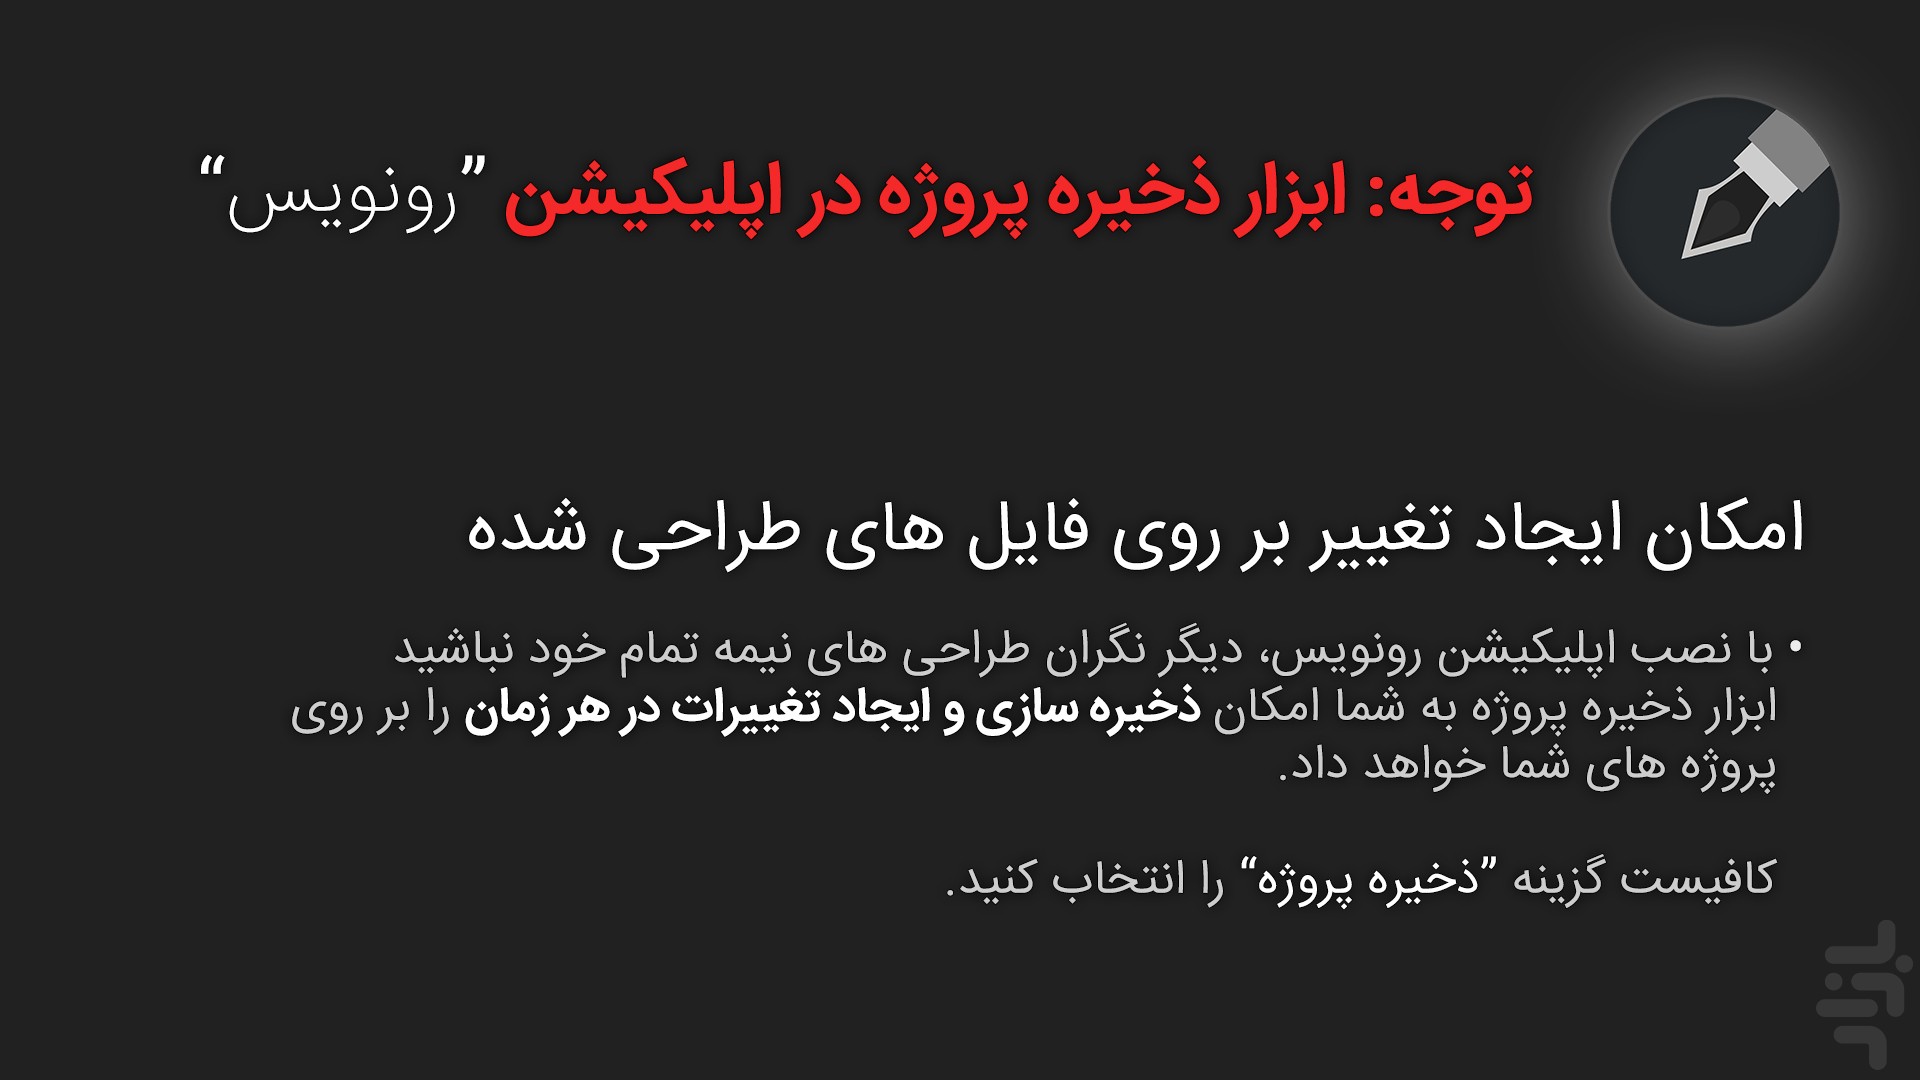 توجه: ابزار ذخیره پروژه در اپلیکیشن ”رونویس“
امکان ایجاد تغییر بر روی فایل های طراحی شده
• با نصب اپلیکیشن رونویس، دیگر نگران طراحی های نیمه تمام خود نباشید
ابزار ذخیره پروژه به شما امکان ذخیره سازی و ایجاد تغییرات در هر زمان را بر روی
پروژه های شما خواهد داد.
کافیست گزینه ”ذخیره پروژه“ را انتخاب کنید.
بازار